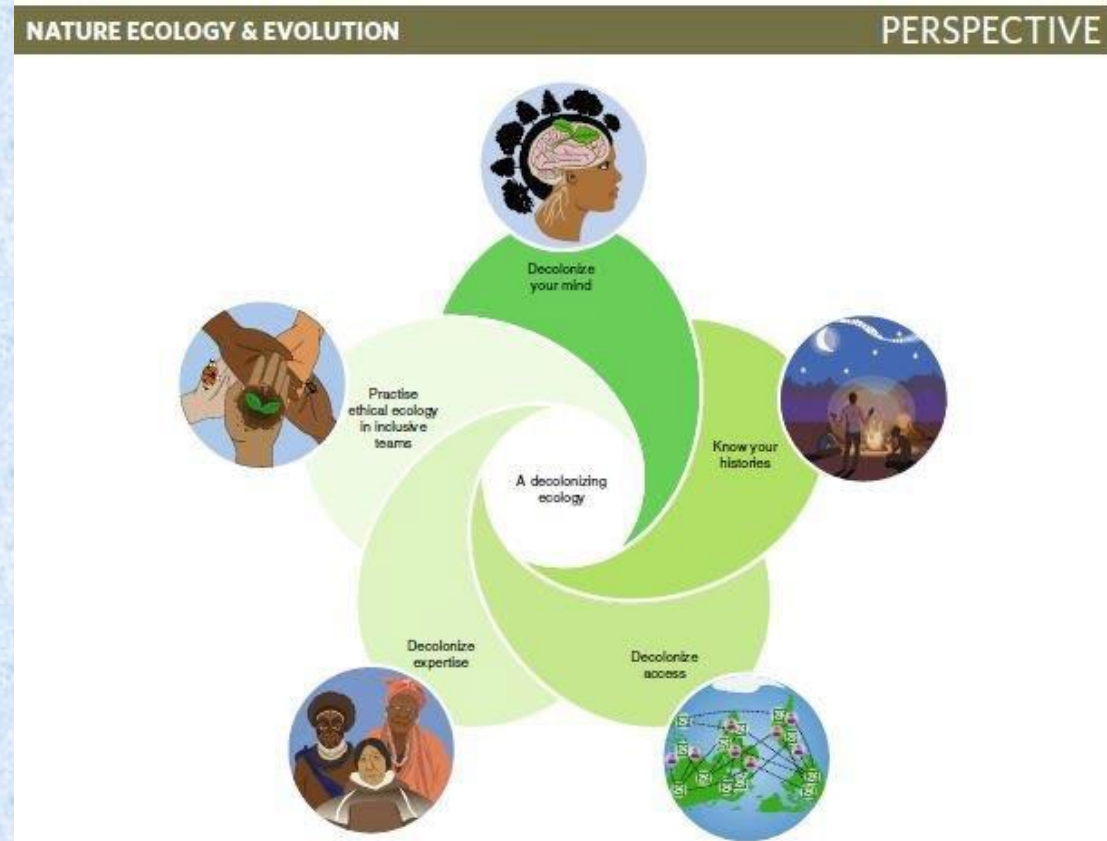 NATURE ECOLOGY & EVOLUTION
PERSPECTIVE
Decolonize
your mind
Practise
ethical ecology
in inclusive
teams
Know your
histories
A decolonizing
ecology
Decolonize
expertise
Decolonize
access